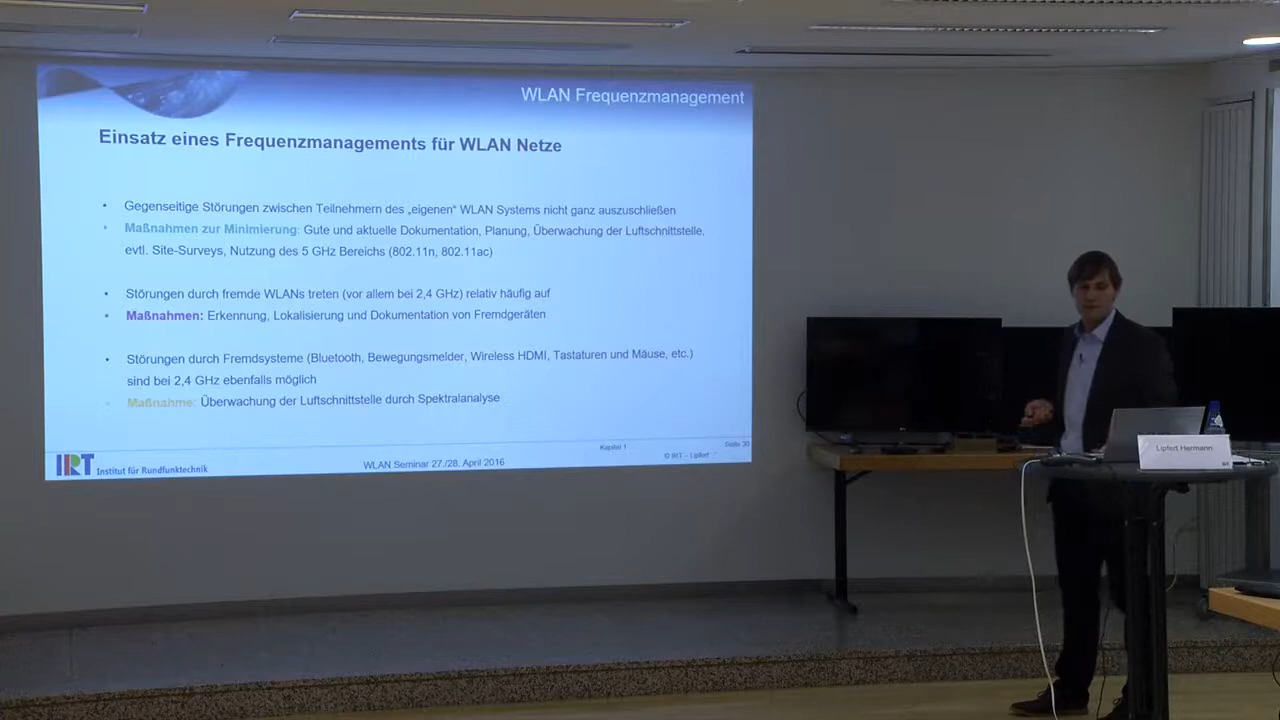 WLAN Frequenzmanagement
Einsatz eines Frequenzmanagements für WLAN Netze
• Gegenseitige Störungen zwischen Teilnehmern des „eigenen“ WLAN Systems nicht ganz auszuschließen
• Maßnahmen zur Minimierung: Gute und aktuelle Dokumentation, Planung, Überwachung der Luftschnittstelle,
evtl. Site-Surveys, Nutzung des 5 GHz Bereichs (802.11n, 802.11ac)
• Störungen durch fremde WLANs treten (vor allem bei 2,4 GHz) relativ häufig auf
• Maßnahmen: Erkennung, Lokalisierung und Dokumentation von Fremdgeräten
• Störungen durch Fremdsysteme (Bluetooth, Bewegungsmelder, Wireless HDMI, Tastaturen und Mäuse, etc.)
sind bei 2,4 GHz ebenfalls möglich
• Maßnahme: Überwachung der Luftschnittstelle durch Spektralanalyse
IRT Institut für Rundfunktechnik
WLAN Seminar 27./28. April 2016
Kapitel 1
Seite 30
© IRT – Lipfert
Lipfert Hermann